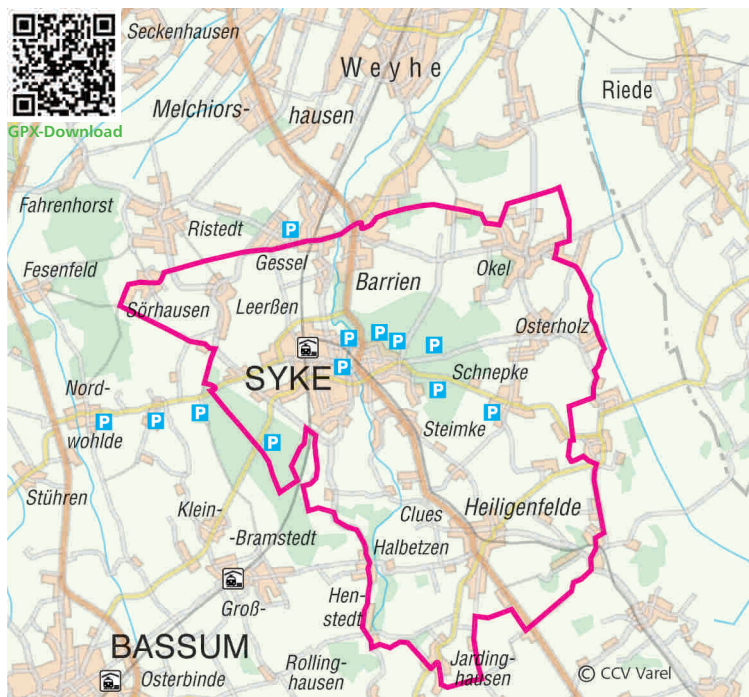 Seckenhausen
Weyhe
Riede
GPX-Download
Melchiors-
hausen
Fahrenhorst
Ristedt
P
Fesenfeld
Gessel
Barrien
Okel
Sörhausen
Leerßen
Osterholz
P
P
P
P
SYKE
P
Schnepke
Nord-
P
P
P
P
P
wohlde
Steimke
P
Stühren
Klein-
Clues
Heiligenfelde
-Bramstedt
Halbetzen
Groß-
Hen-
stedt
BASSUM
Osterbinde
Rolling-
hausen
Jarding-
hausen
© CCV Varel